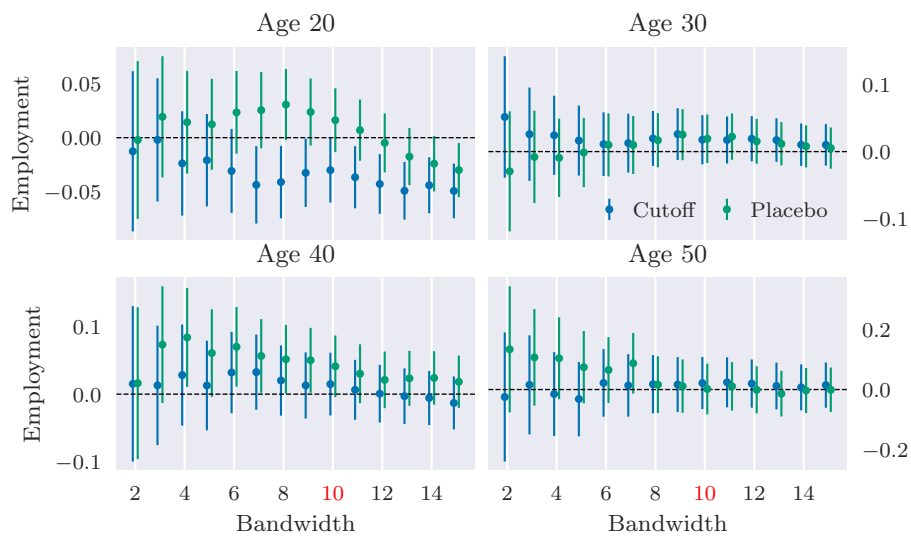 Age 20
Age 30
Employment
0.05
0.00
−0.05
0.1
0.0
−0.1
Cutoff
Placebo
Age 40
Age 50
Employment
0.1
0.0
−0.1
0.2
0.0
−0.2
2 4 6 8 10 12 14
2 4 6 8 10 12 14
Bandwidth
Bandwidth